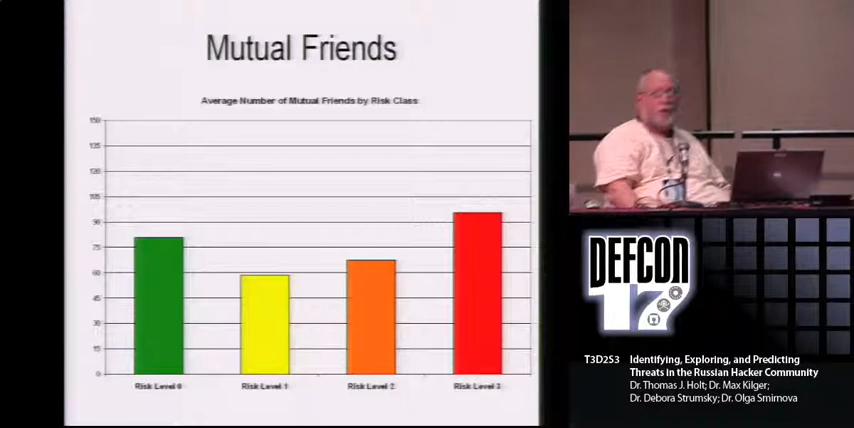 Mutual Friends
Average Number of Mutual Friends by Risk Class
150
135
120
105
90
75
60
45
30
15
0
Risk Level 0
Risk Level 1
Risk Level 2
Risk Level 3
DEFCON
17
T3D2S3 Identifying, Exploring, and Predicting
Threats in the Russian Hacker Community
Dr. Thomas J. Holt; Dr. Max Kilger;
Dr. Debora Strumsky; Dr. Olga Smirnova